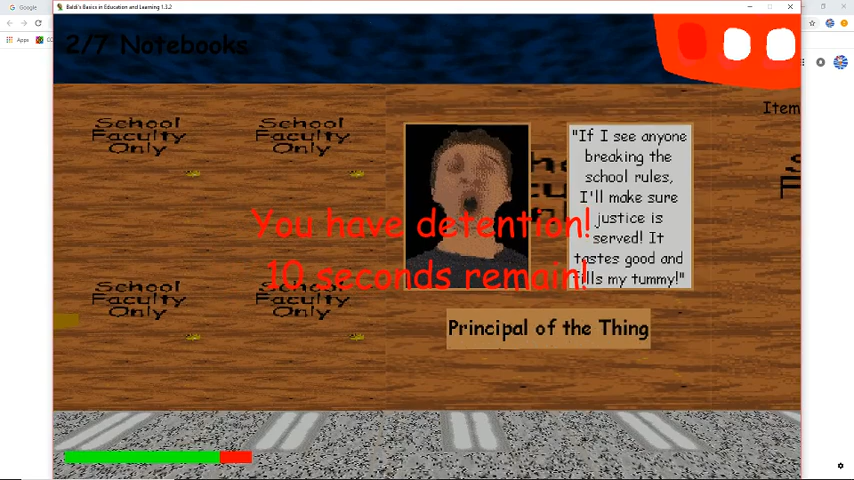 Google
Baldi's Basics in Education and Learning 1.3.2
Apps
2/7 Notebooks
Item
School
Faculty
Only
School
Faculty
Only
School
Faculty
Only
School
Faculty
Only
"If I see anyone
breaking the
school rules,
I'll make sure
justice is
served! It
tastes good and
fills my tummy!"
You have detention!
10 seconds remain!
Principal of the Thing